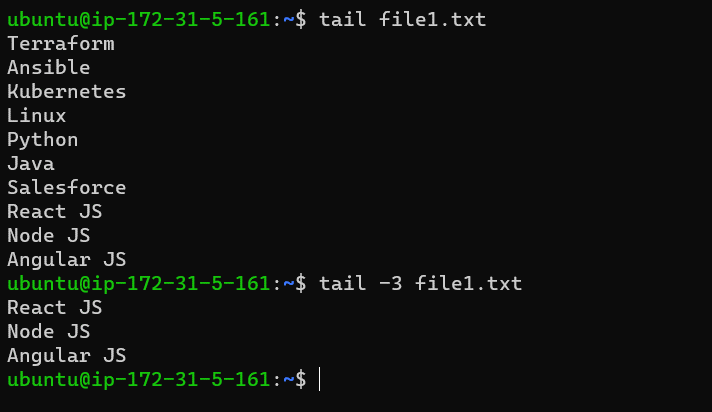 ubuntu@ip-172-31-5-161:~$ tail file1.txt
Terraform
Ansible
Kubernetes
Linux
Python
Java
Salesforce
React JS
Node JS
Angular JS
ubuntu@ip-172-31-5-161:~$ tail -3 file1.txt
React JS
Node JS
Angular JS
ubuntu@ip-172-31-5-161:~$